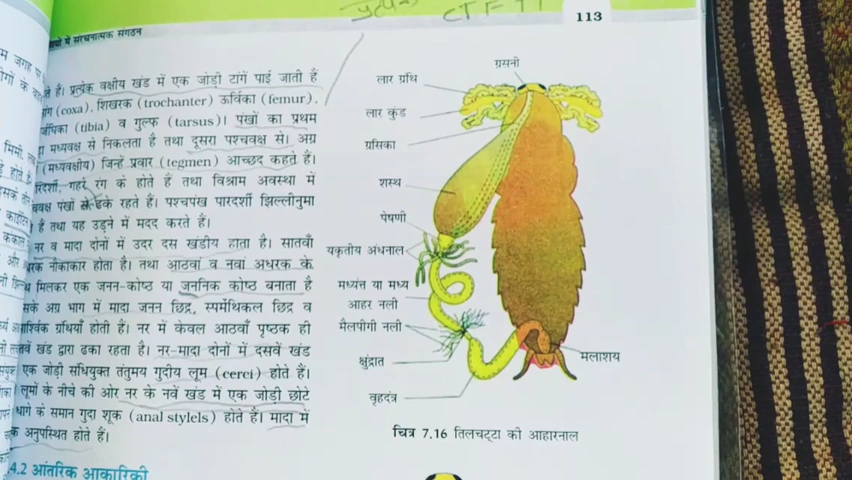 113
में संरचनात्मक संगठन
हैं। प्रत्येक वक्षीय खंड में एक जोड़ी टांगें पाई जाती हैं
(coxa), शिखरक (trochanter) ऊर्विका (femur),
(tibia) व गुल्फ (tarsus)। पंखों का प्रथम
मध्यवक्ष से निकलता है तथा दूसरा पश्चवक्ष से। अग्र
(मध्यवक्षीय) जिन्हें प्रवार (tegmen) आच्छद कहते हैं।
गहरे रंग के होते हैं तथा विश्राम अवस्था में
पंखों से ढके रहते है। पश्चपंख पारदर्शी झिल्लीनुमा
है तथा यह उड़ने में मदद करते हैं।
नर व मादा दोनों में उदर दस खंडीय होता है। सातवाँ
नौकाकार होता है। तथा आठवां व नवां अधरक के
मिलकर एक जनन-कोष्ठ या जननिक कोष्ठ बनाता है
अग्र भाग में मादा जनन छिद्र, स्पर्मेथिकल छिद्र व
ग्रंथियाँ होती हैं। नर में केवल आठवाँ पृष्ठक ही
खंड द्वारा ढका रहता है। नर-मादा दोनों में दसवें खंड
एक जोड़ी संधियुक्त तंतुमय गुदीय लूम (cerci) होते हैं।
लूमों के नीचे की ओर नर के नवें खंड में एक जोड़ी छोटे
धागे के समान गुदा शूक (anal stylels) होते हैं। मादा में
अनुपस्थित होते हैं।
4.2 आंतरिक आकारिकी
ग्रसनी
लार ग्रंथि
लार कुंड
ग्रसिका
शस्थ
पेषणी
यकृतीय अंधनाल
मध्यांत्त या मध्य
आहर नली
मैलपीगी नली
क्षुंद्रात
वृहदंत्र
मलाशय
चित्र 7.16 तिलचट्टा की आहारनाल